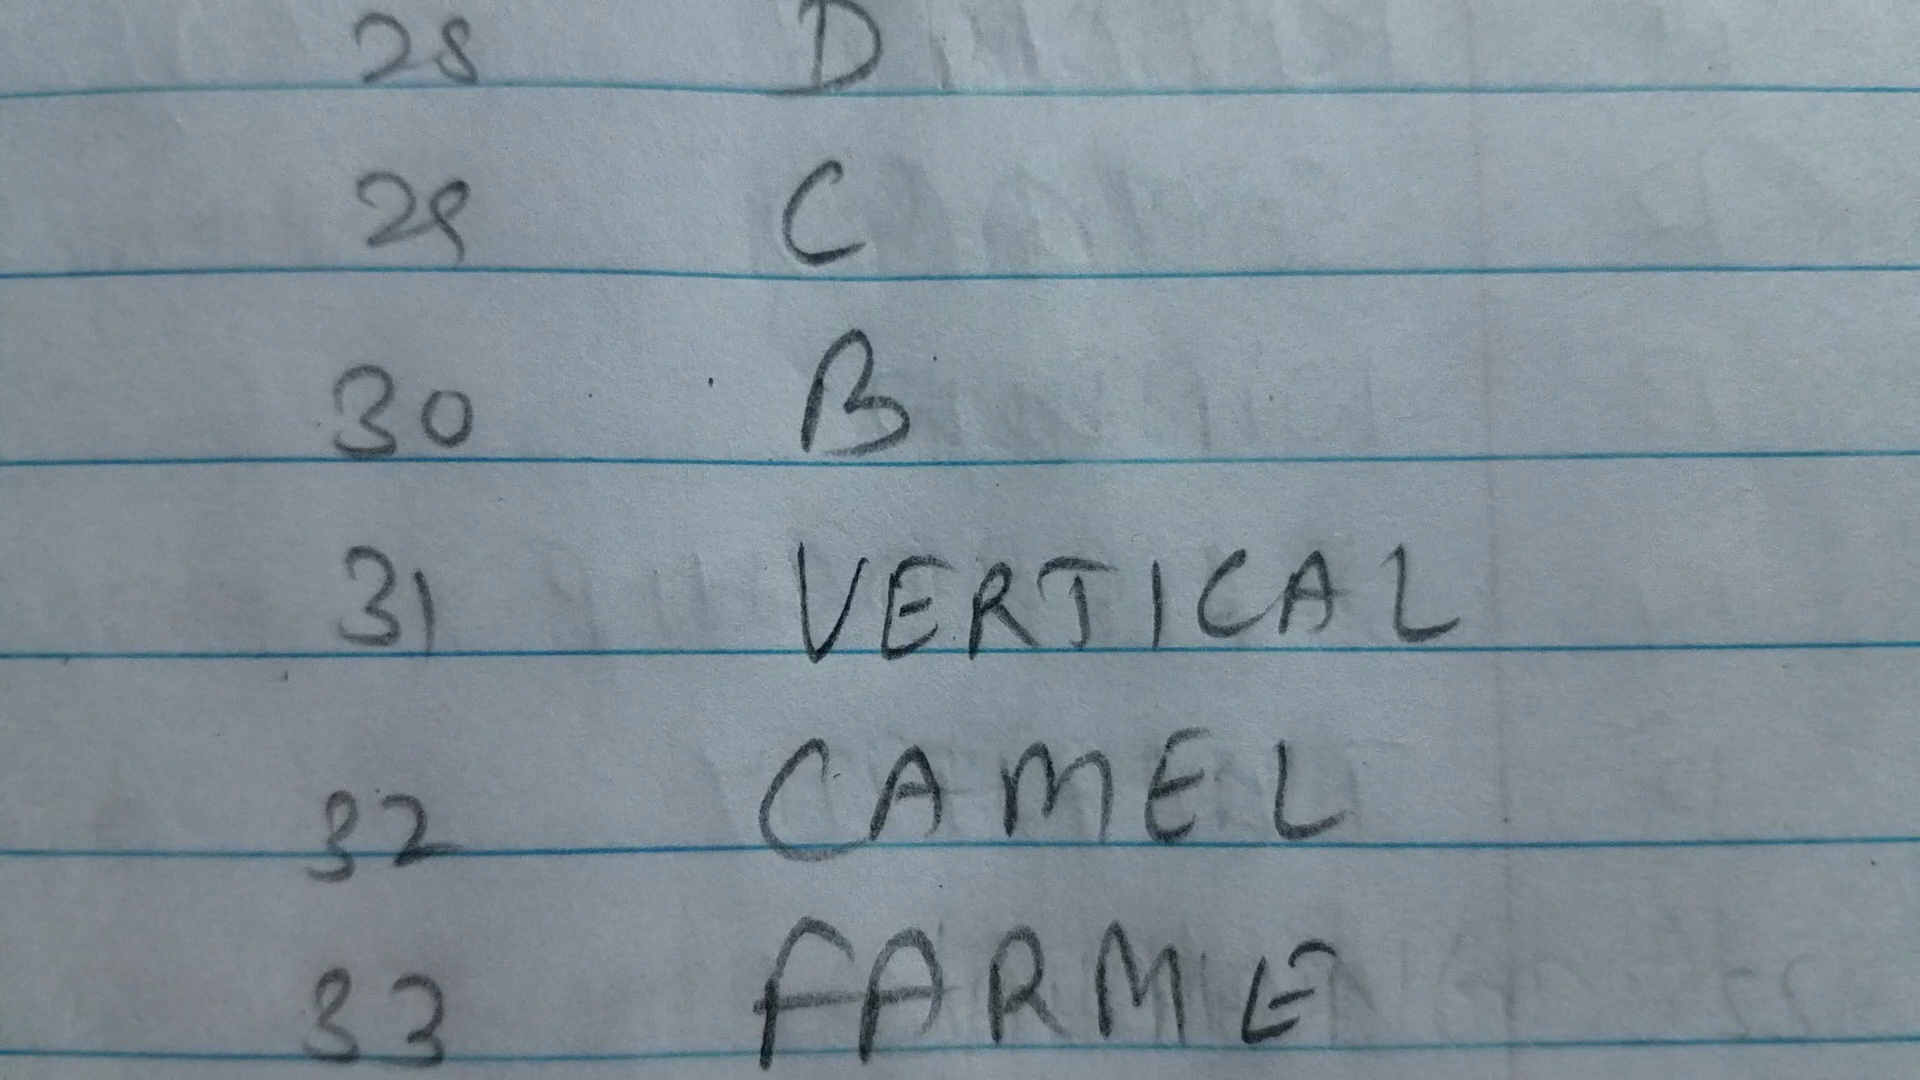 28 D
29 C
30 B
31 VERTICAL
32 CAMEL
33 FARME